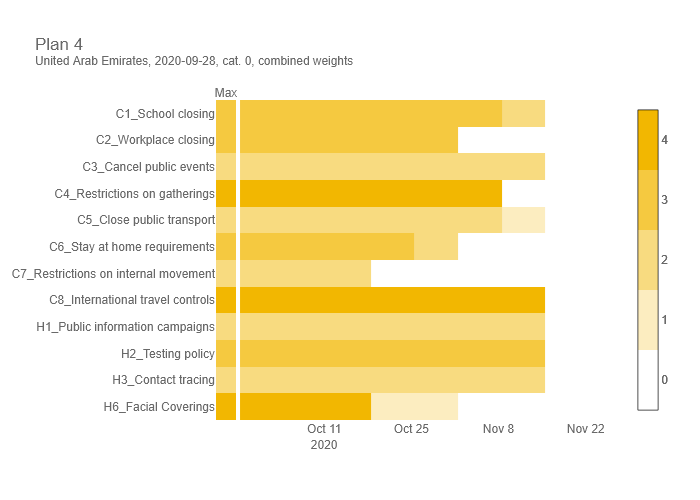 Plan 4
United Arab Emirates, 2020-09-28, cat. 0, combined weights
Max
C1_School closing
C2_Workplace closing
C3_Cancel public events
C4_Restrictions on gatherings
C5_Close public transport
C6_Stay at home requirements
C7_Restrictions on internal movement
C8_International travel controls
H1_Public information campaigns
H2_Testing policy
H3_Contact tracing
H6_Facial Coverings
Oct 11 Oct 25 Nov 8 Nov 22
2020
4
3
2
1
0